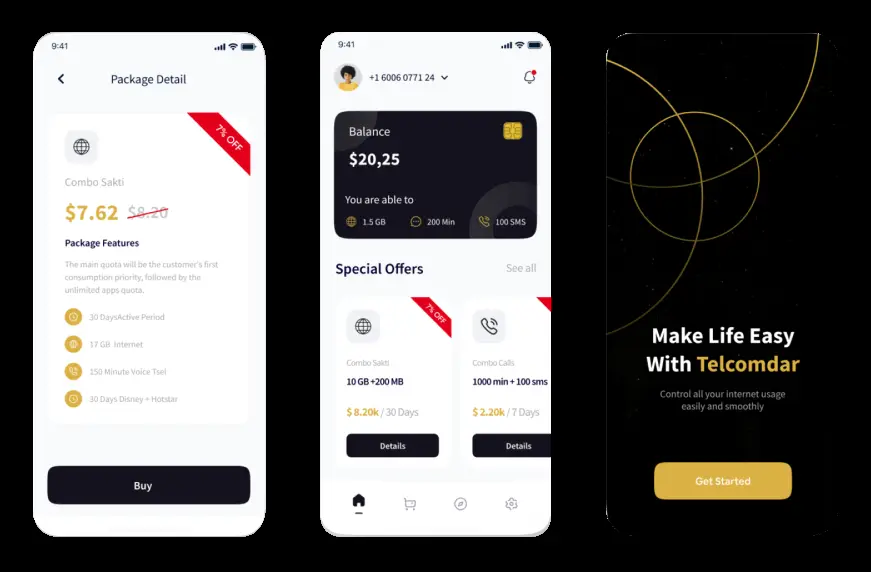 9:41
Package Detail
7% OFF
Combo Sakti
$7.62 $8.20
Package Features
The main quota will be the customer's first
consumption priority, followed by the
unlimited apps quota.
30 DaysActive Period
17 GB Internet
150 Minute Voice Tsel
30 Days Disney + Hotstar
Buy
9:41
+1 6006 0771 24
Balance
$20,25
You are able to
1.5 GB 200 Min 100 SMS
Special Offers See all
7% OFF
Combo Sakti
10 GB +200 MB
$ 8.20k / 30 Days
Details
Combo Calls
1000 min + 100 sms
$ 2.20k / 7 Days
Details
Make Life Easy
With Telcomdar
Control all your internet usage
easily and smoothly
Get Started